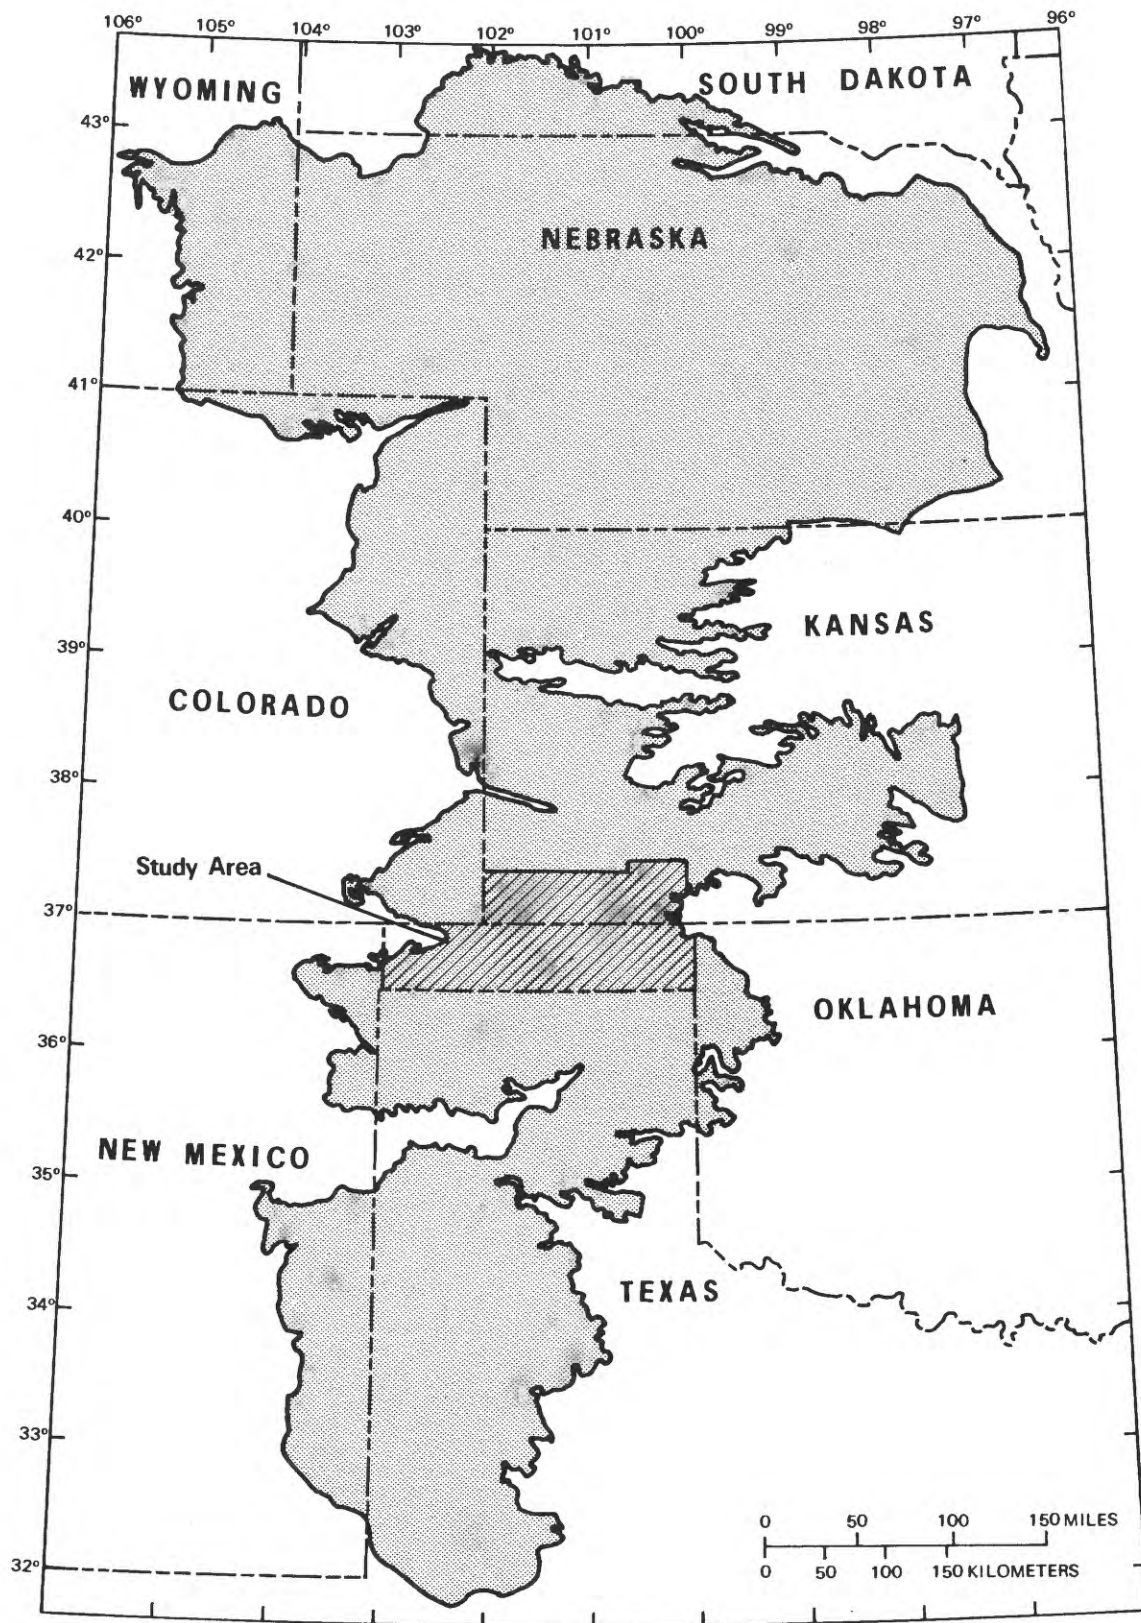 106° 105° 104° 103° 102° 101° 100° 99° 98° 97° 96°
WYOMING
SOUTH DAKOTA
43°
NEBRASKA
42°
41°
40°
KANSAS
39°
COLORADO
38°
Study Area
37°
OKLAHOMA
36°
NEW MEXICO
35°
TEXAS
34°
33°
0 50 100 150 MILES
32°
0 50 100 150 KILOMETERS